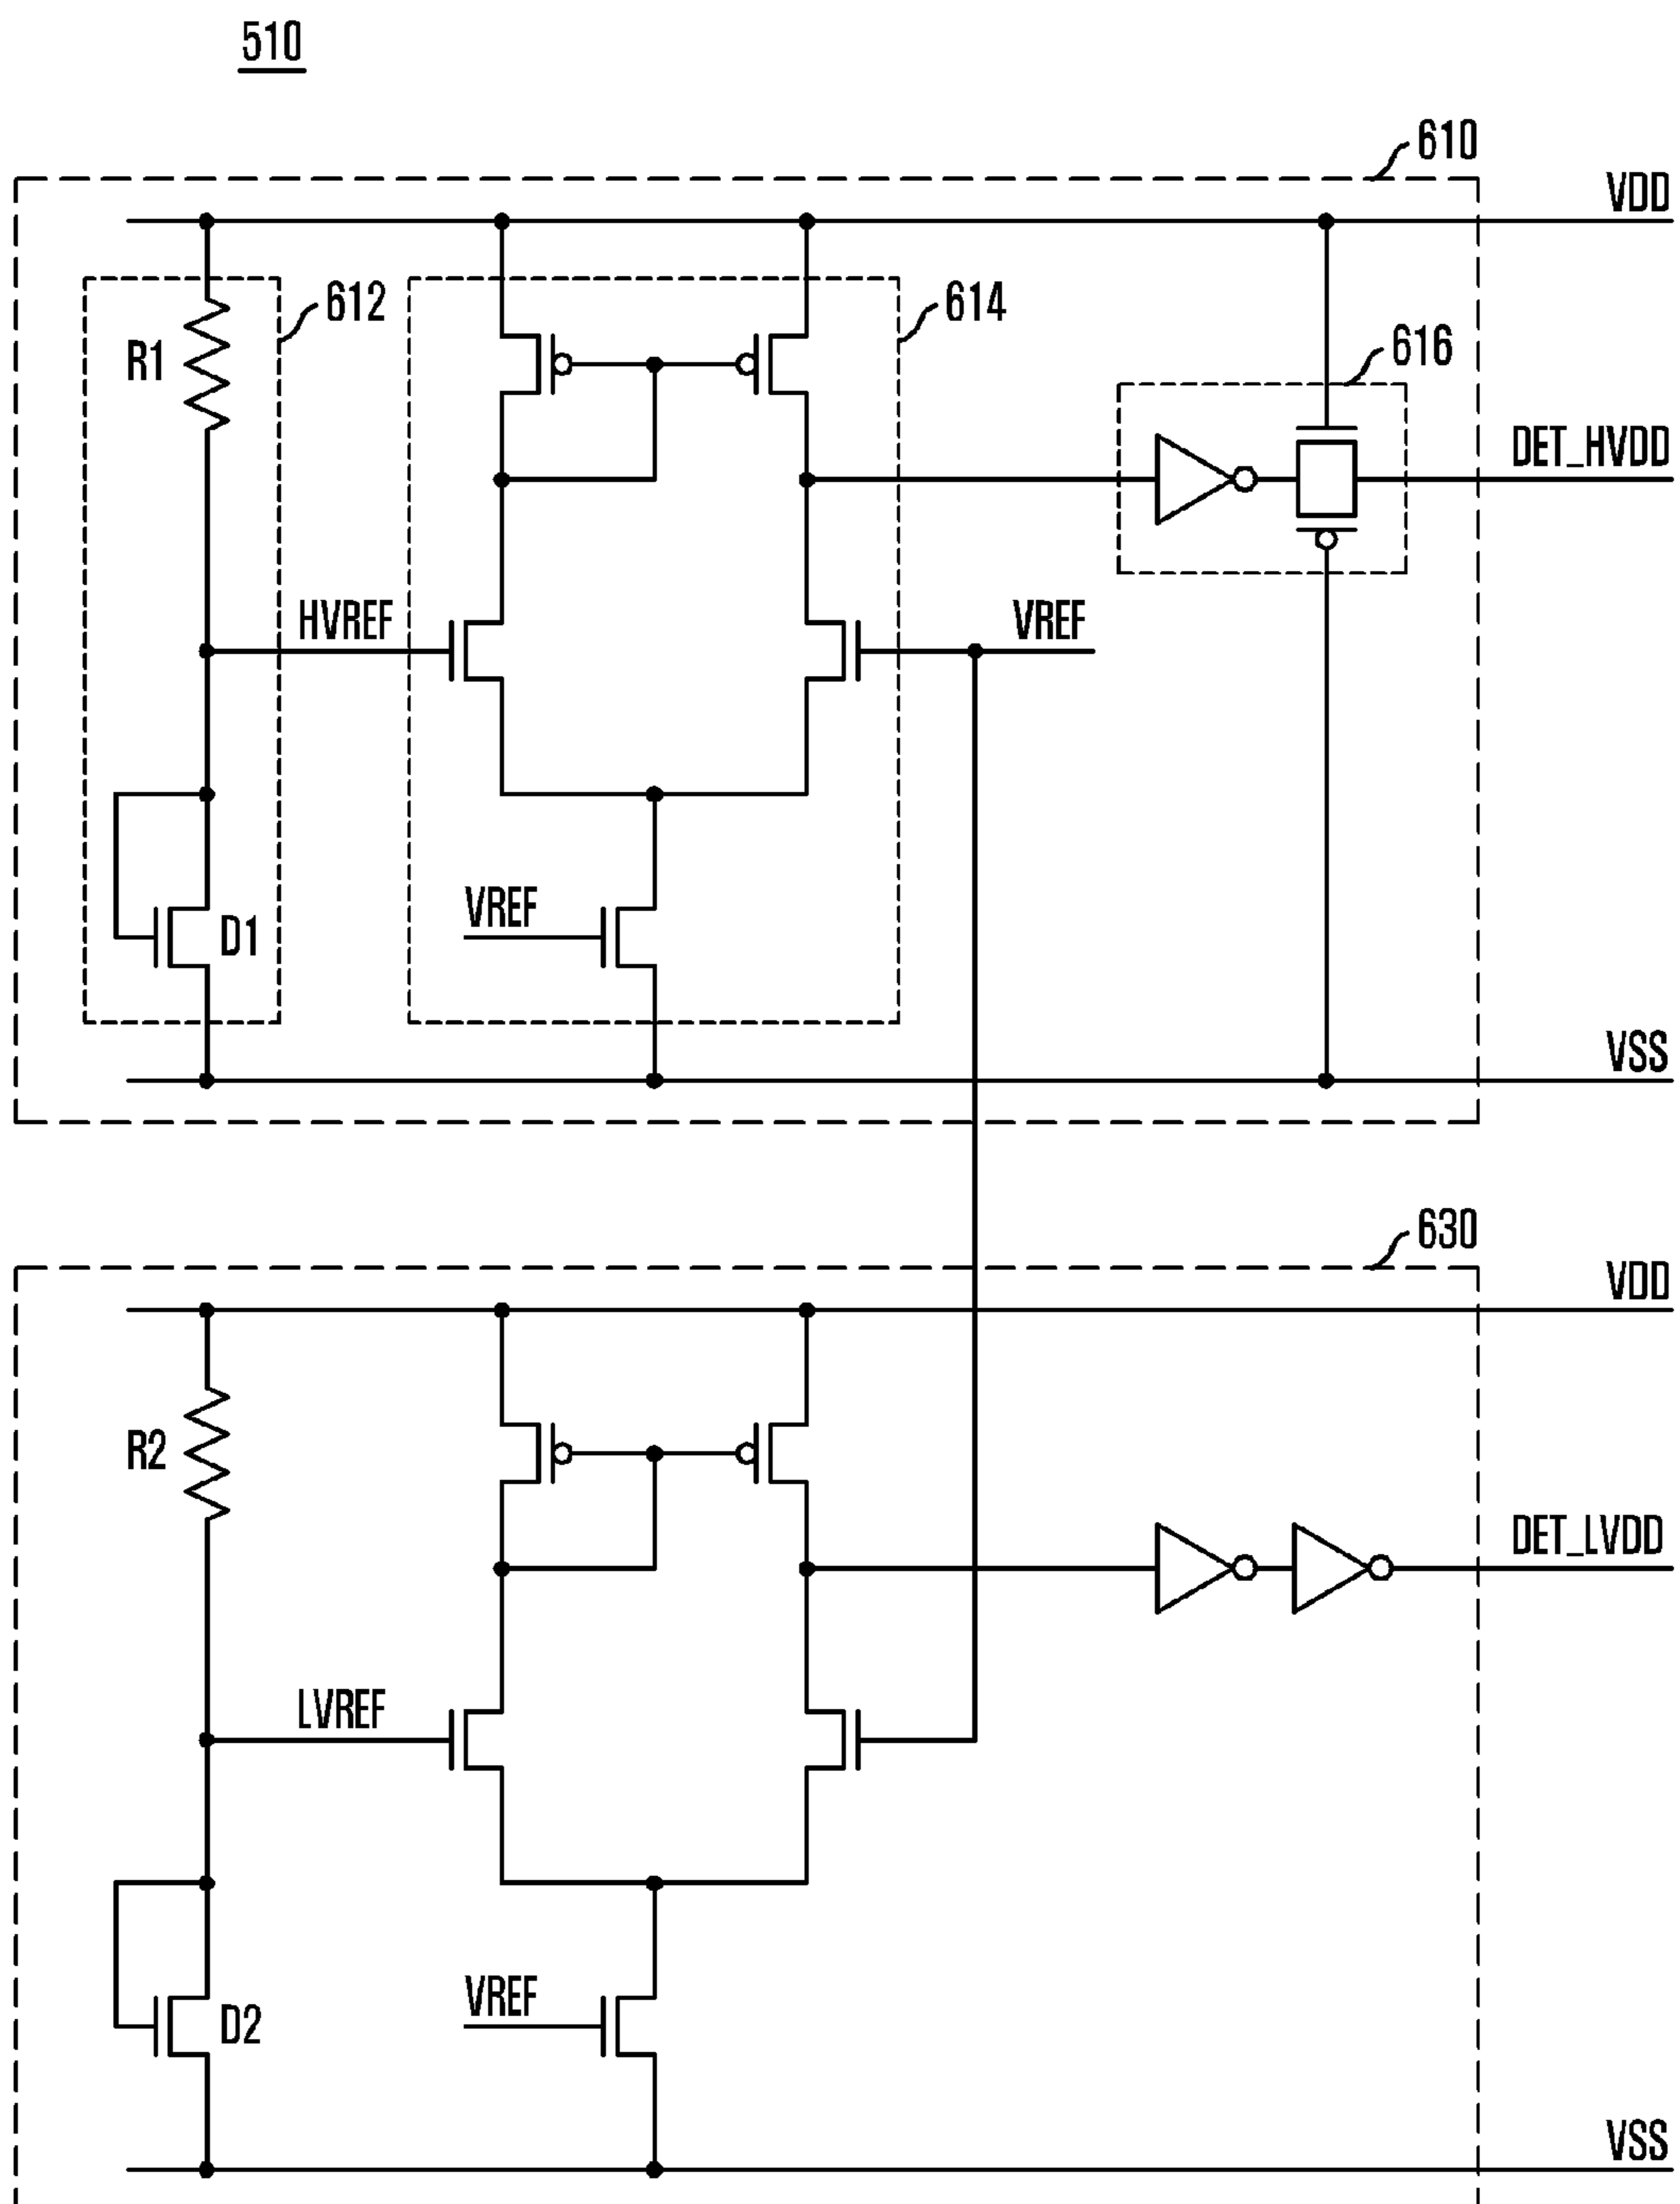 510
610
VDD
612
614
R1
616
DET_HVDD
HVREF
VREF
VREF
D1
VSS
630
VDD
R2
DET_LVDD
LVREF
VREF
D2
VSS